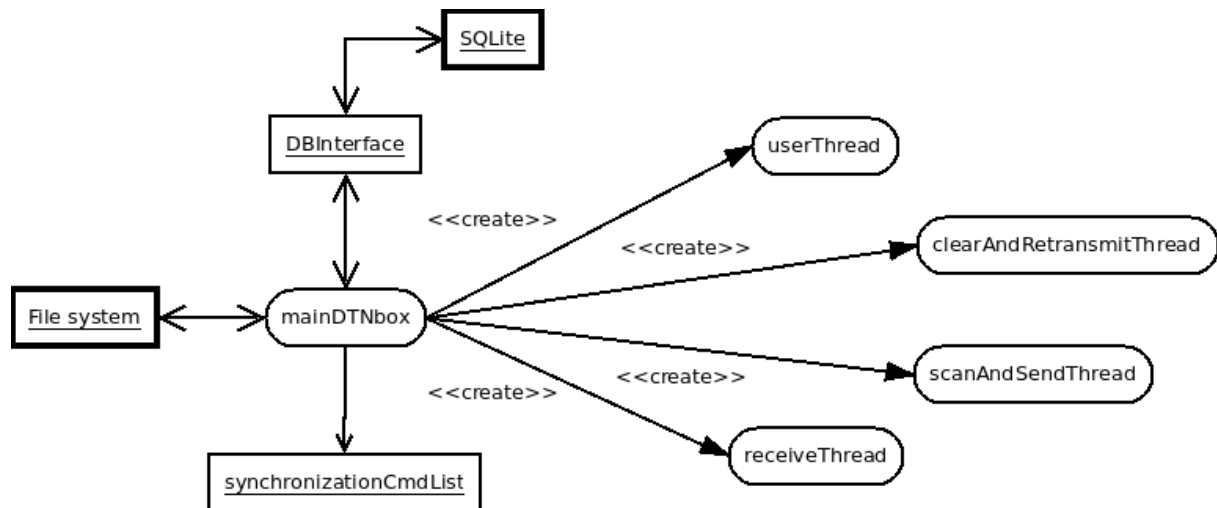 SQLite
DBInterface
userThread
<<create>>
clearAndRetransmitThread
<<create>>
File system
mainDTNbox
scanAndSendThread
<<create>>
<<create>>
receiveThread
synchronizationCmdList